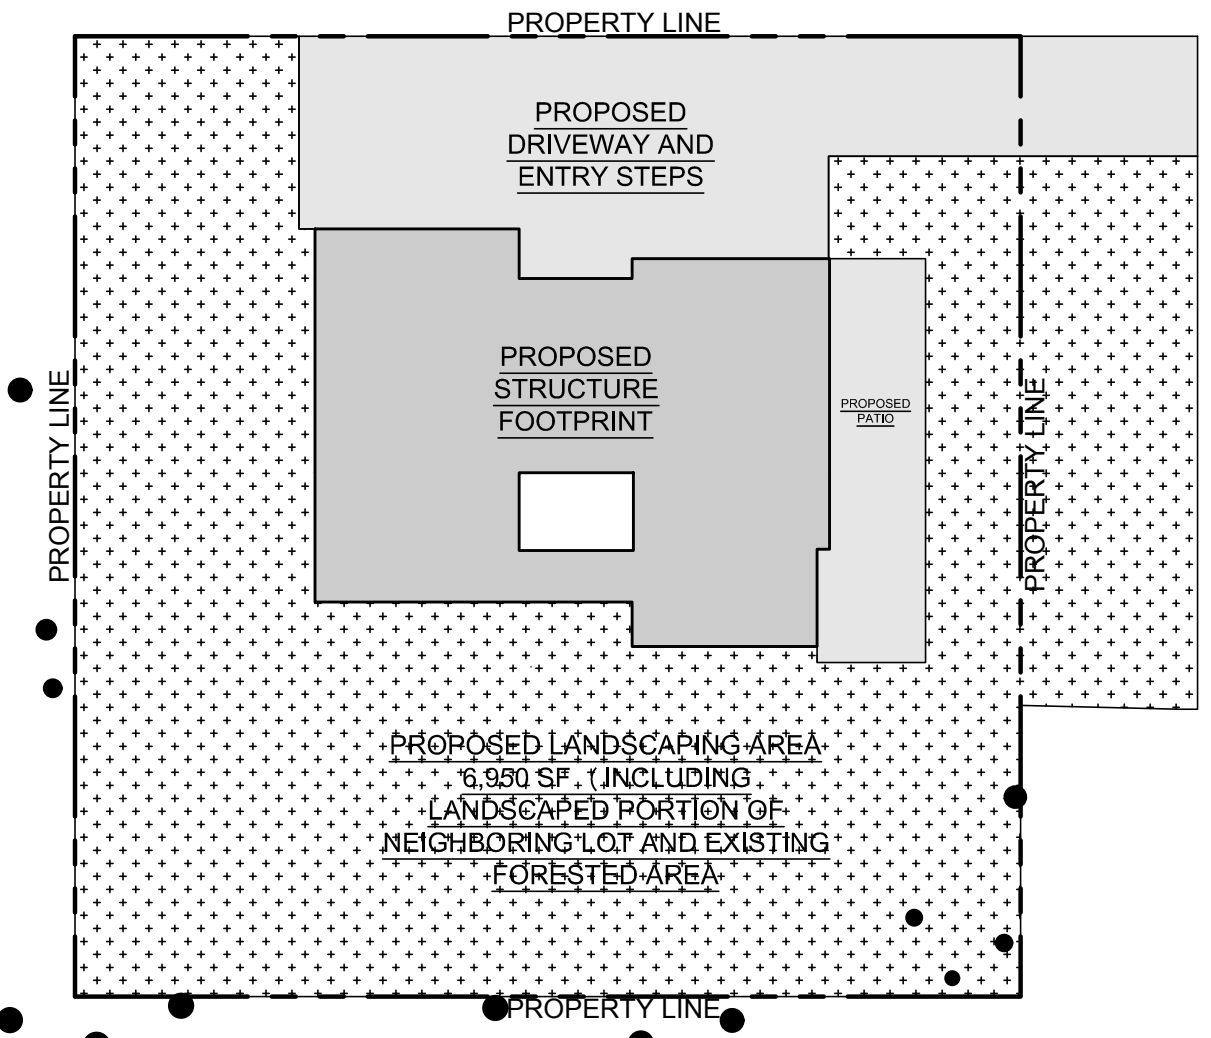 PROPERTY LINE
PROPOSED
DRIVEWAY AND
ENTRY STEPS
PROPOSED
STRUCTURE
FOOTPRINT
PROPOSED
PATIO
PROPERTY LINE
PROPERTY LINE
PROPOSED LANDSCAPING AREA
6,950 SF. ( INCLUDING
LANDSCAPED PORTION OF
NEIGHBORING LOT AND EXISTING
FORESTED AREA
PROPERTY LINE